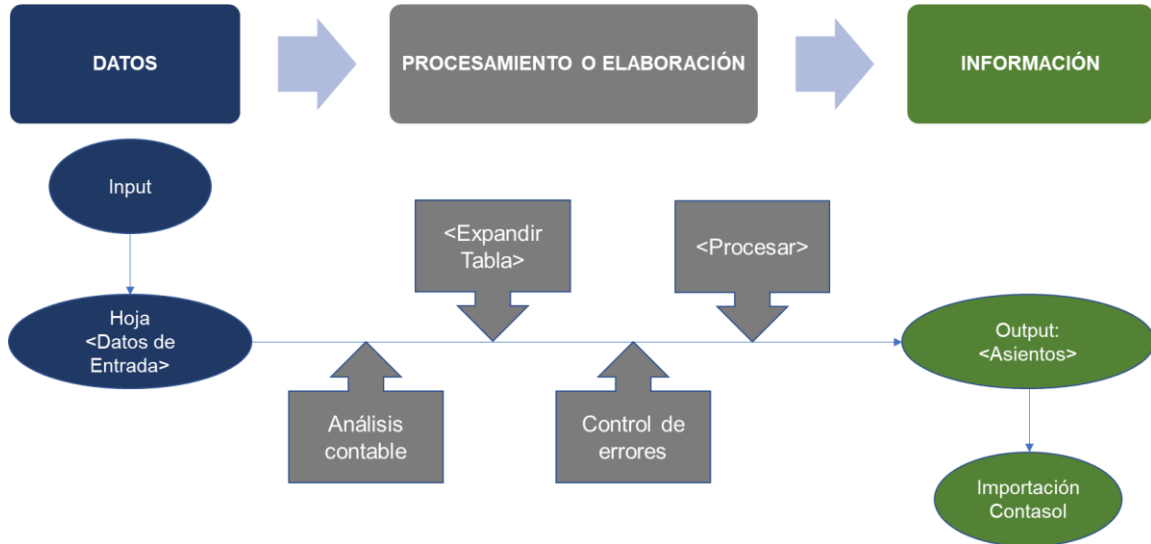 DATOS
PROCESAMIENTO O ELABORACIÓN
INFORMACIÓN
Input
<Expandir
Tabla>
<Procesar>
Hoja
<Datos de
Entrada>
Output:
<Asientos>
Análisis
contable
Control de
errores
Importación
Contasol